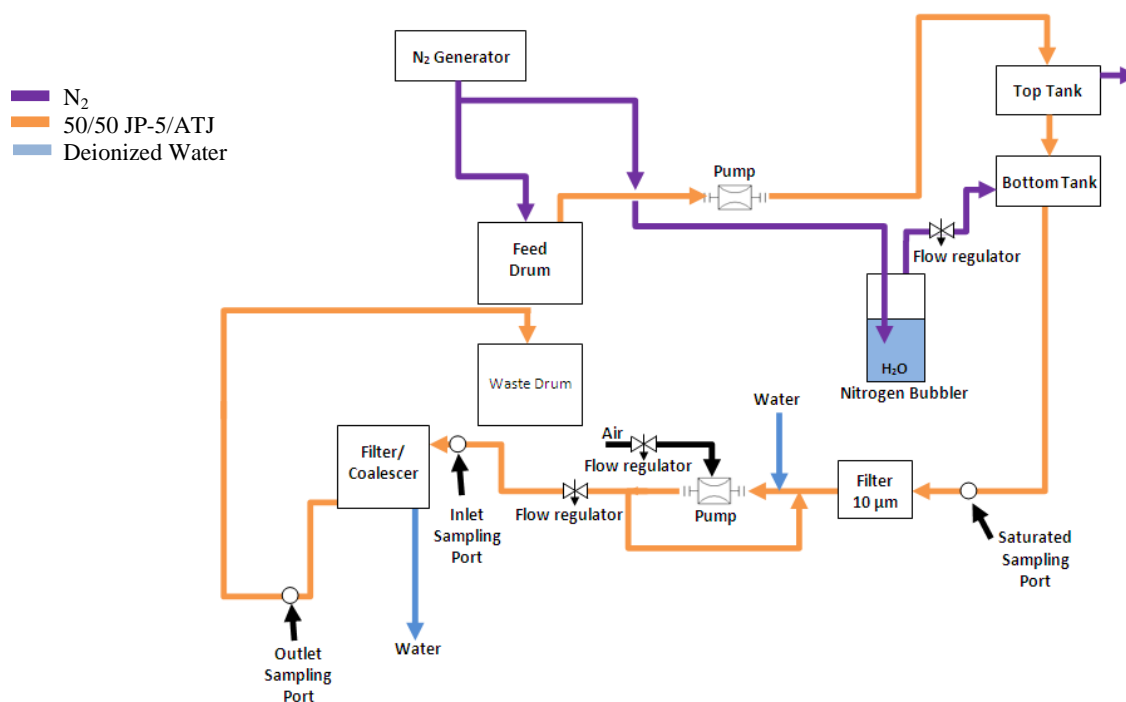 N₂ Generator
N₂
50/50 JP-5/ATJ
Deionized Water
Top Tank
Pump
Bottom Tank
Feed
Drum
Flow regulator
H₂O
Nitrogen Bubbler
Waste Drum
Water
Air
Flow regulator
Filter/
Coalescer
Filter
10 µm
Flow regulator
Pump
Inlet
Sampling
Port
Saturated
Sampling
Port
Water
Outlet
Sampling
Port